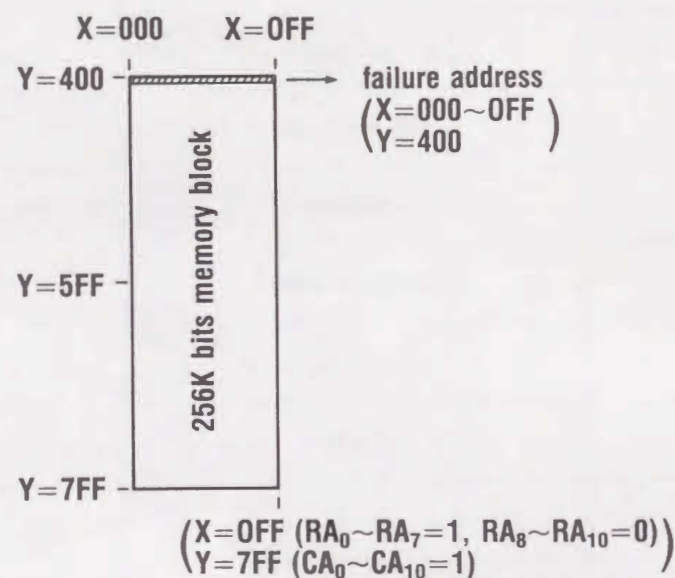 X=000 X=0FF
Y=400
failure address
(X=000~0FF
Y=400)
256K bits memory block
Y=5FF
Y=7FF
(X=0FF (RA₀~RA₇=1, RA₈~RA₁₀=0)
Y=7FF (CA₀~CA₁₀=1))